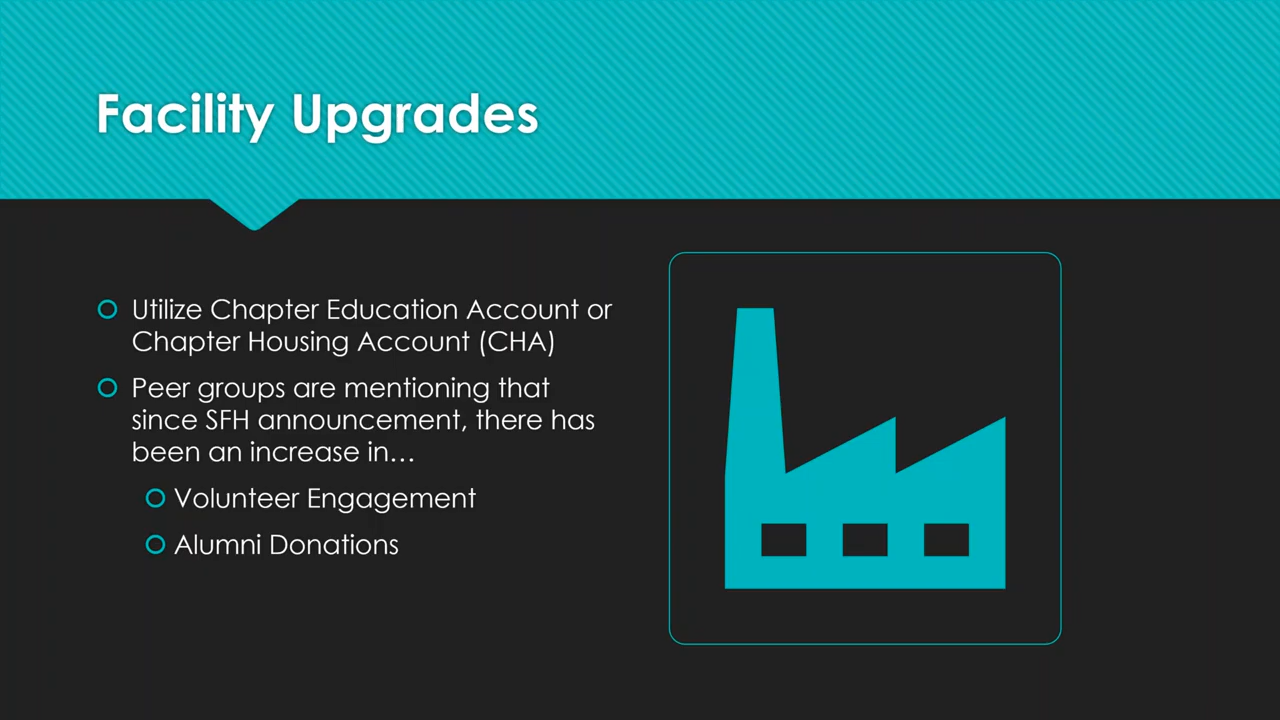 Facility Upgrades
Utilize Chapter Education Account or
Chapter Housing Account (CHA)
Peer groups are mentioning that
since SFH announcement, there has
been an increase in…
Volunteer Engagement
Alumni Donations